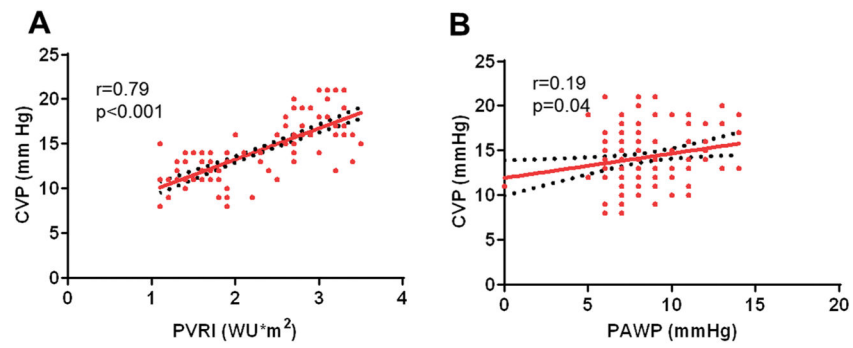 A
r=0.79
p<0.001
CVP (mm Hg)
25
20
15
10
5
0
0 1 2 3 4
PVRI (WU*m²)
B
r=0.19
p=0.04
CVP (mmHg)
25
20
15
10
5
0
0 5 10 15 20
PAWP (mmHg)